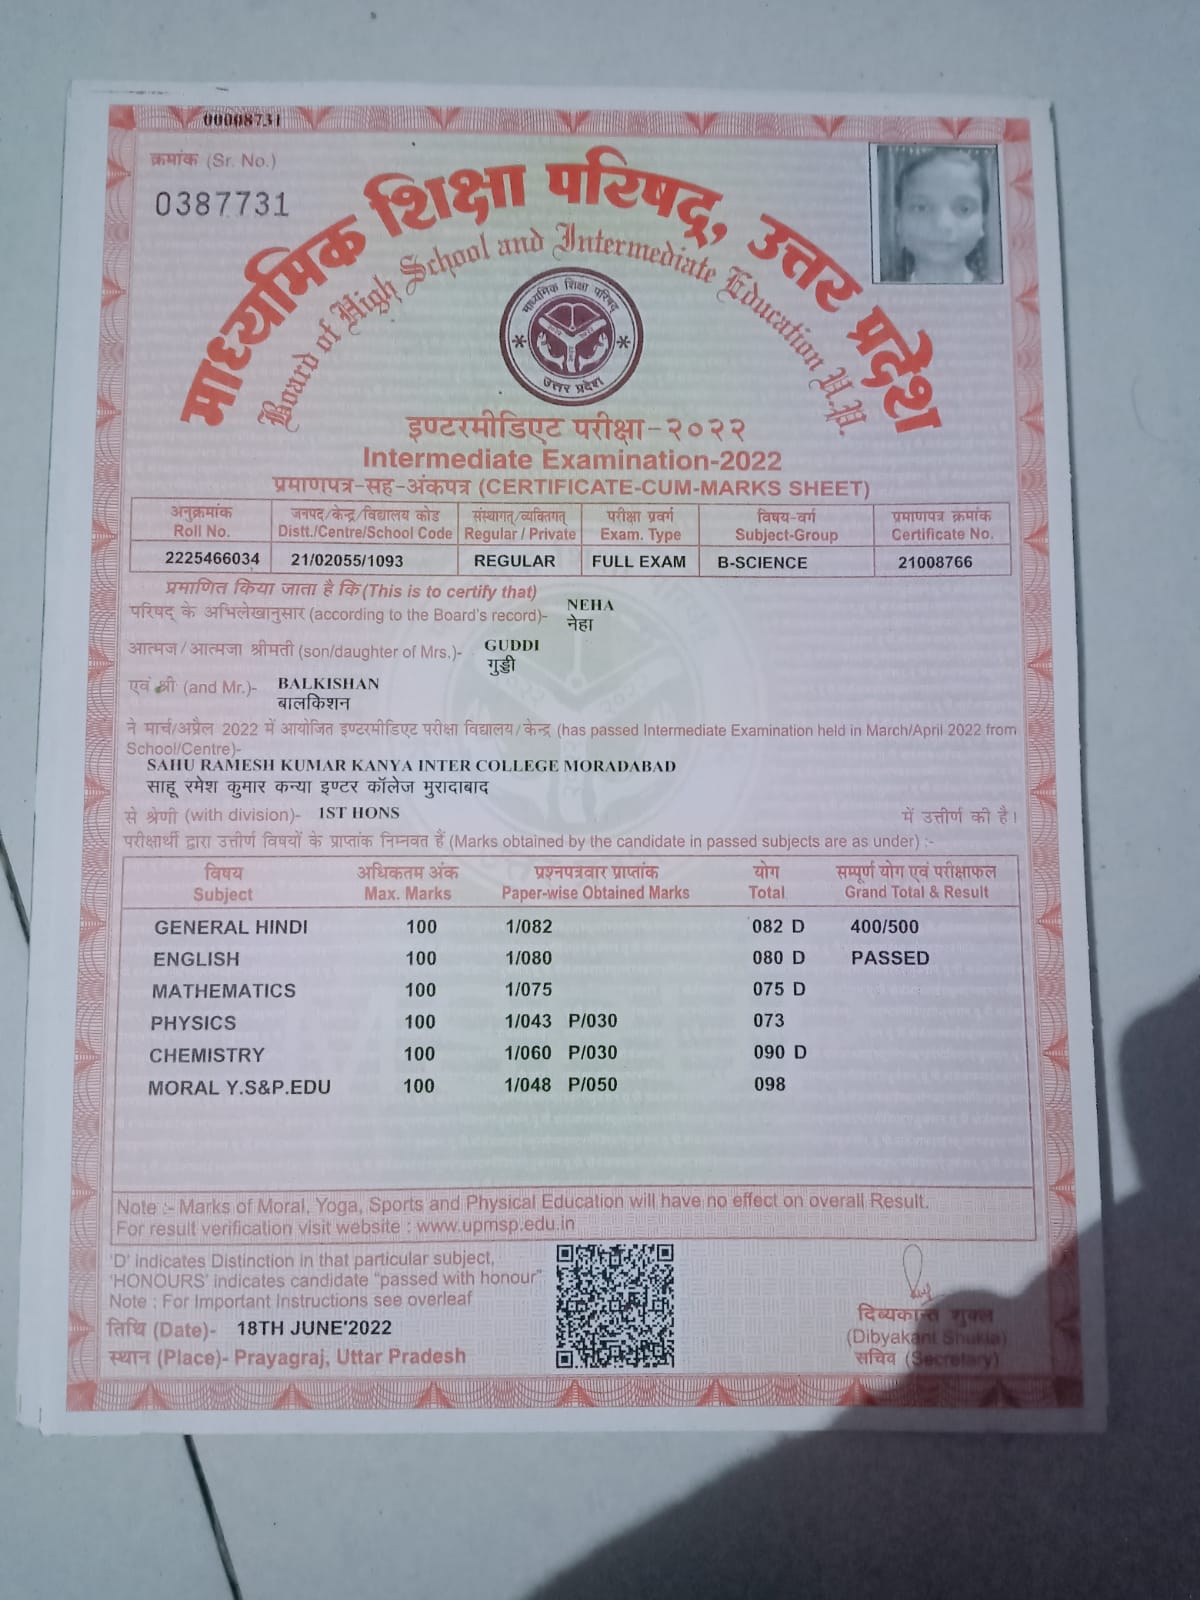 00008731
क्रमांक (Sr. No.)
0387731
माध्यमिक शिक्षा परिषद्, उत्तर प्रदेश
Board of High School and Intermediate Education U.P.
माध्यमिक शिक्षा परिषद्
उत्तर प्रदेश
इण्टरमीडिएट परीक्षा-२०२२
Intermediate Examination-2022
प्रमाणपत्र-सह-अंकपत्र (CERTIFICATE-CUM-MARKS SHEET)
अनुक्रमांक जनपद/केन्द्र/विद्यालय कोड संस्थागत/व्यक्तिगत परीक्षा प्रवर्ग विषय-वर्ग प्रमाणपत्र क्रमांक
Roll No. Distt./Centre/School Code Regular / Private Exam. Type Subject-Group Certificate No.
2225466034 21/02055/1093 REGULAR FULL EXAM B-SCIENCE 21008766
प्रमाणित किया जाता है कि (This is to certify that)
परिषद् के अभिलेखानुसार (according to the Board's record)- NEHA
नेहा
आत्मज/आत्मजा श्रीमती (son/daughter of Mrs.)- GUDDI
गुड्डी
एवं श्री (and Mr.)- BALKISHAN
बालकिशन
ने मार्च/अप्रैल 2022 में आयोजित इण्टरमीडिएट परीक्षा विद्यालय/केन्द्र (has passed Intermediate Examination held in March/April 2022 from
School/Centre)-
SAHU RAMESH KUMAR KANYA INTER COLLEGE MORADABAD
साहू रमेश कुमार कन्या इण्टर कॉलेज मुरादाबाद
से श्रेणी (with division)- 1ST HONS में उत्तीर्ण की है।
परीक्षार्थी द्वारा उत्तीर्ण विषयों के प्राप्तांक निम्नवत हैं (Marks obtained by the candidate in passed subjects are as under) :-
विषय अधिकतम अंक प्रश्नपत्रवार प्राप्तांक योग सम्पूर्ण योग एवं परीक्षाफल
Subject Max. Marks Paper-wise Obtained Marks Total Grand Total & Result
GENERAL HINDI 100 1/082 082 D 400/500
ENGLISH 100 1/080 080 D PASSED
MATHEMATICS 100 1/075 075 D
PHYSICS 100 1/043 P/030 073
CHEMISTRY 100 1/060 P/030 090 D
MORAL Y.S&P.EDU 100 1/048 P/050 098
Note :- Marks of Moral, Yoga, Sports and Physical Education will have no effect on overall Result.
For result verification visit website : www.upmsp.edu.in
'D' indicates Distinction in that particular subject,
'HONOURS' indicates candidate "passed with honour"
Note : For Important Instructions see overleaf
तिथि (Date)- 18TH JUNE'2022
स्थान (Place)- Prayagraj, Uttar Pradesh
दिब्यकान्त शुक्ल
(Dibyakant Shukla)
सचिव (Secretary)